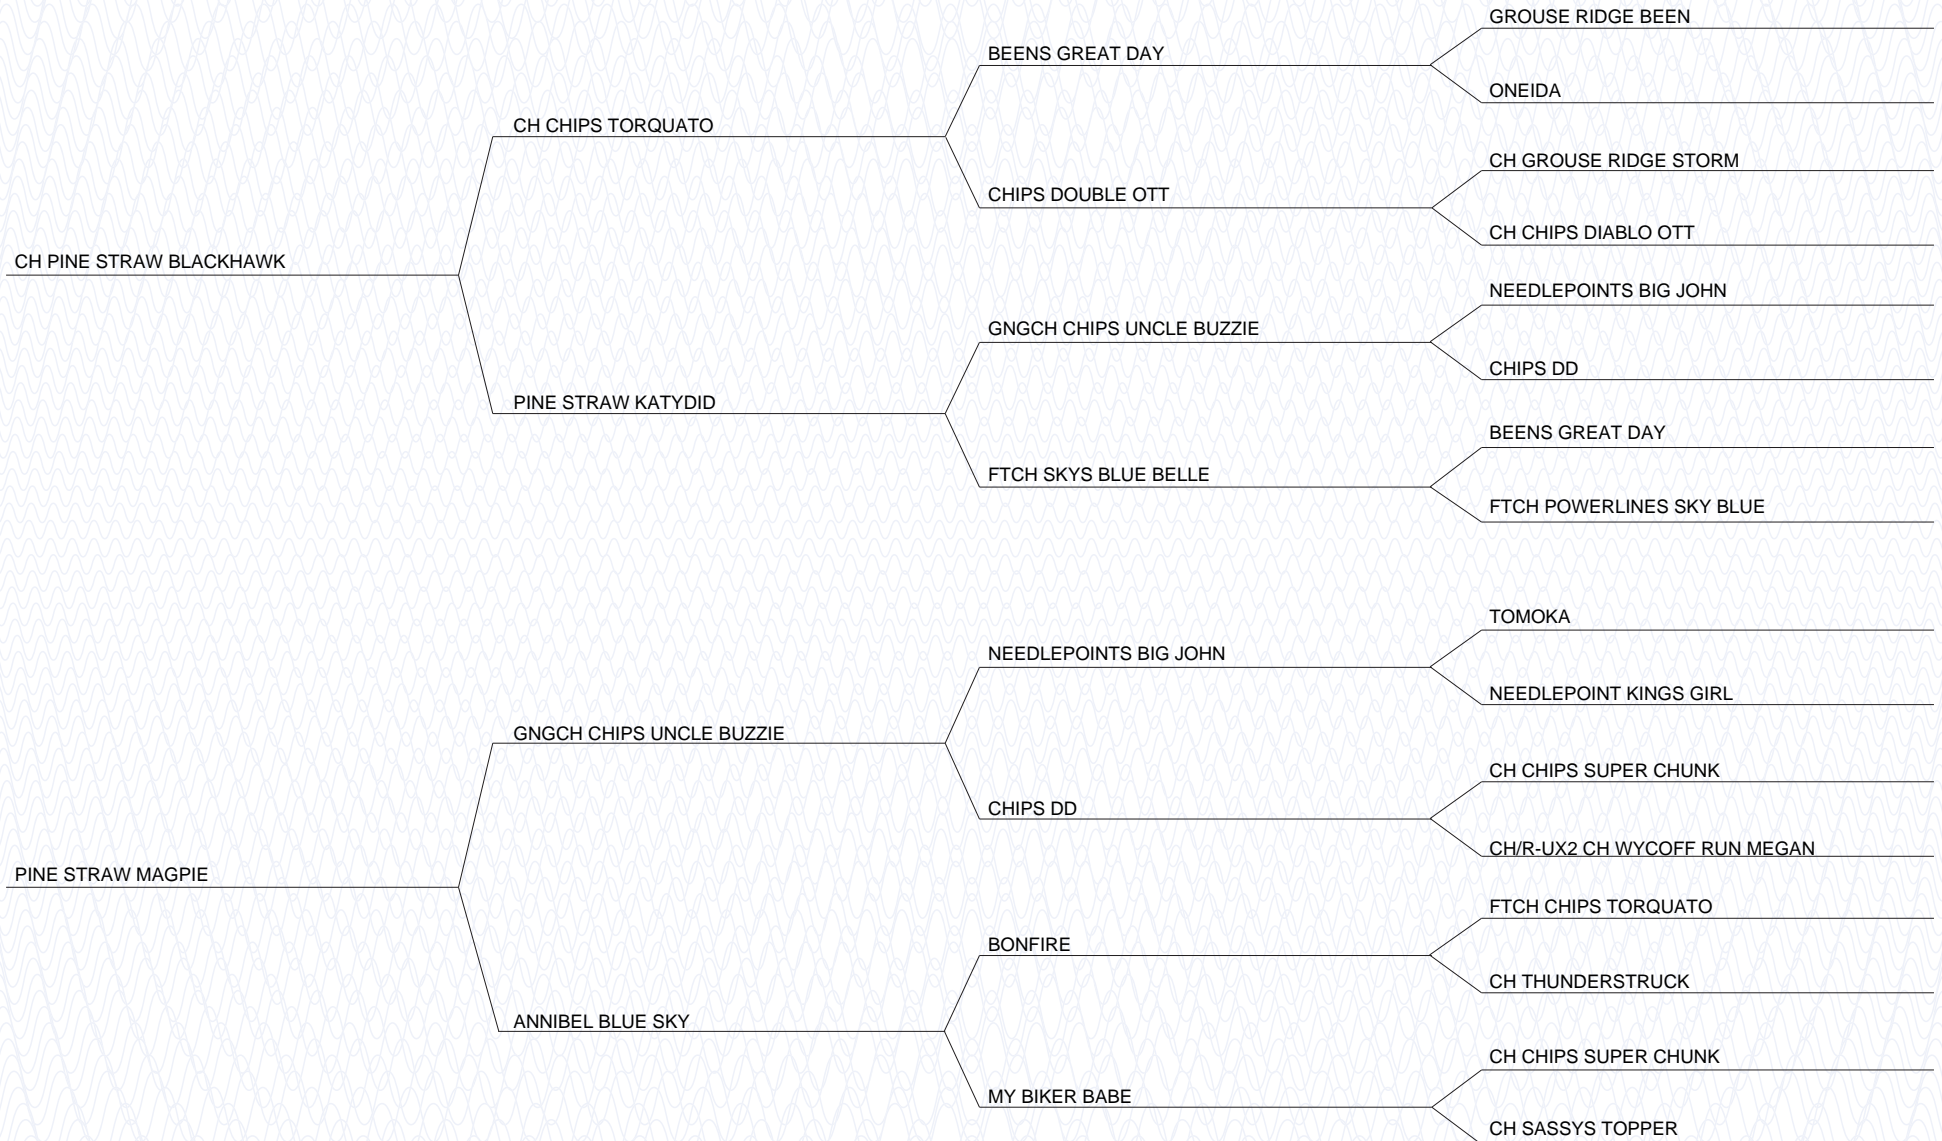 GROUSE RIDGE BEEN
BEENS GREAT DAY
ONEIDA
CH CHIPS TORQUATO
CH GROUSE RIDGE STORM
CHIPS DOUBLE OTT
CH CHIPS DIABLO OTT
CH PINE STRAW BLACKHAWK
NEEDLEPOINTS BIG JOHN
GNGCH CHIPS UNCLE BUZZIE
CHIPS DD
PINE STRAW KATYDID
BEENS GREAT DAY
FTCH SKYS BLUE BELLE
FTCH POWERLINES SKY BLUE
TOMOKA
NEEDLEPOINTS BIG JOHN
NEEDLEPOINT KINGS GIRL
GNGCH CHIPS UNCLE BUZZIE
CH CHIPS SUPER CHUNK
CHIPS DD
CH/R-UX2 CH WYCOFF RUN MEGAN
PINE STRAW MAGPIE
FTCH CHIPS TORQUATO
BONFIRE
CH THUNDERSTRUCK
ANNIBEL BLUE SKY
CH CHIPS SUPER CHUNK
MY BIKER BABE
CH SASSYS TOPPER